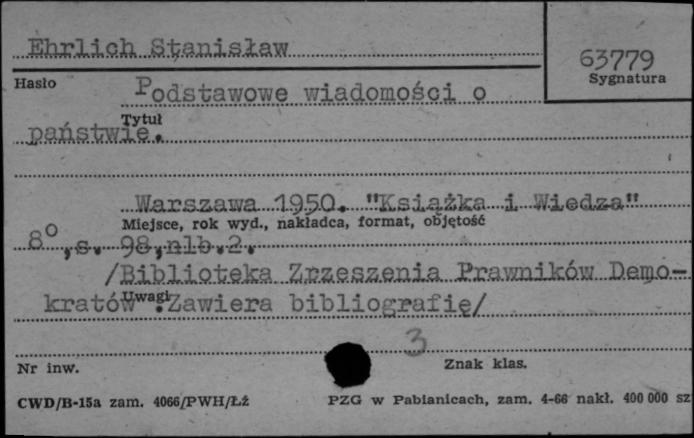 Ehrlich Stanisław
63779
Sygnatura
Hasło
Podstawowe wiadomości o
Tytuł
państwie.
Warszawa 1950. "Książka i Wiedza"
Miejsce, rok wyd., nakładca, format, objętość
8o,s. 98,nlb.2.
/Biblioteka Zrzeszenia Prawników Demo-
Uwagi
kratów .Zawiera bibliografię/
3
Nr inw.
Znak klas.
CWD/B-15a zam. 4066/PWH/Łź
PZG w Pabianicach, zam. 4-66 nakł. 400 000 sz